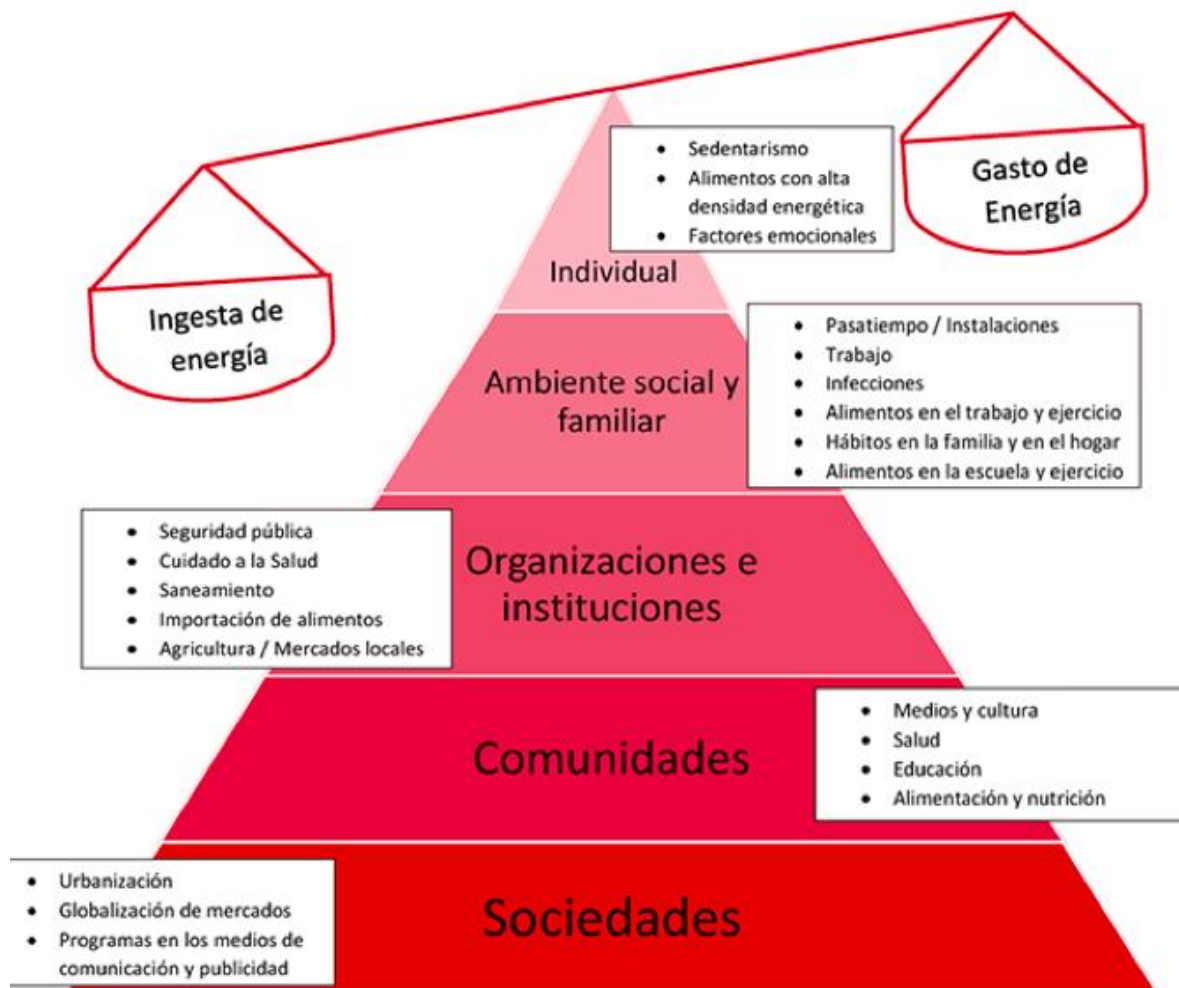 • Sedentarismo
• Alimentos con alta
densidad energética
• Factores emocionales
Gasto de
Energía
Individual
Ingesta de
energía
• Pasatiempo / Instalaciones
• Trabajo
• Infecciones
• Alimentos en el trabajo y ejercicio
• Hábitos en la familia y en el hogar
• Alimentos en la escuela y ejercicio
Ambiente social y
familiar
• Seguridad pública
• Cuidado a la Salud
• Saneamiento
• Importación de alimentos
• Agricultura / Mercados locales
Organizaciones e
instituciones
• Medios y cultura
• Salud
• Educación
• Alimentación y nutrición
Comunidades
• Urbanización
• Globalización de mercados
• Programas en los medios de
comunicación y publicidad
Sociedades